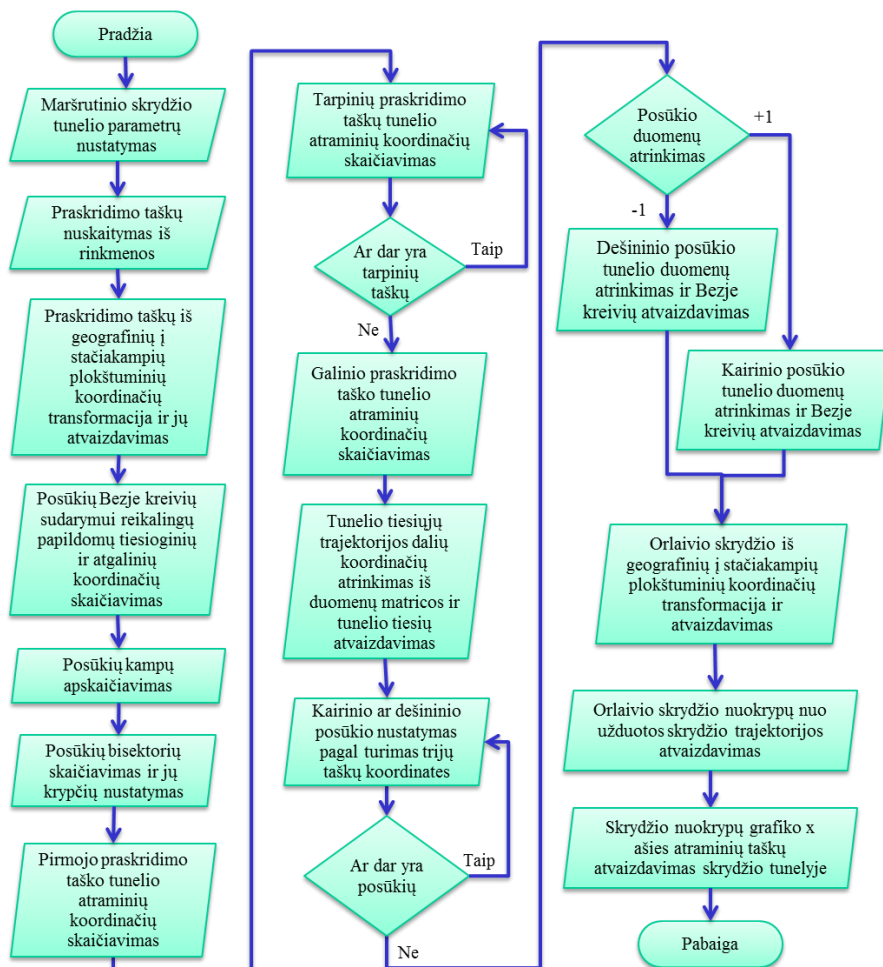 Pradžia
Maršrutinio skrydžio
tunelio parametrų
nustatymas
Praskridimo taškų
nuskaitymas iš
rinkmenos
Praskridimo taškų iš
geografinių į
stačiakampių
plokštuminių
koordinačių
transformacija ir jų
atvaizdavimas
Posūkių Bezje kreivių
sudarymui reikalingų
papildomų tiesioginių
ir atgalinių
koordinačių
skaičiavimas
Posūkių kampų
apskaičiavimas
Posūkių bisektorių
skaičiavimas ir jų
krypčių nustatymas
Pirmojo praskridimo
taško tunelio
atraminių
koordinačių
skaičiavimas
Tarpinių praskridimo
taškų tunelio
atraminių koordinačių
skaičiavimas
Ar dar yra
tarpinių
taškų
Taip
Ne
Galinio praskridimo
taško tunelio
atraminių
koordinačių
skaičiavimas
Tunelio tiesiųjų
trajektorijos dalių
koordinačių
atrinkimas iš
duomenų matricos ir
tunelio tiesių
atvaizdavimas
Kairinio ar dešininio
posūkio nustatymas
pagal turimas trijų
taškų koordinates
Ar dar yra
posūkių
Taip
Ne
Posūkio
duomenų
atrinkimas
+1
-1
Dešininio posūkio
tunelio duomenų
atrinkimas ir Bezje
kreivių atvaizdavimas
Kairinio posūkio
tunelio duomenų
atrinkimas ir Bezje
kreivių atvaizdavimas
Orlaivio skrydžio iš
geografinių į stačiakampių
plokštuminių koordinačių
transformacija ir
atvaizdavimas
Orlaivio skrydžio nuokrypų nuo
užduotos skrydžio trajektorijos
atvaizdavimas
Skrydžio nuokrypų grafiko x
ašies atraminių taškų
atvaizdavimas skrydžio tunelyje
Pabaiga